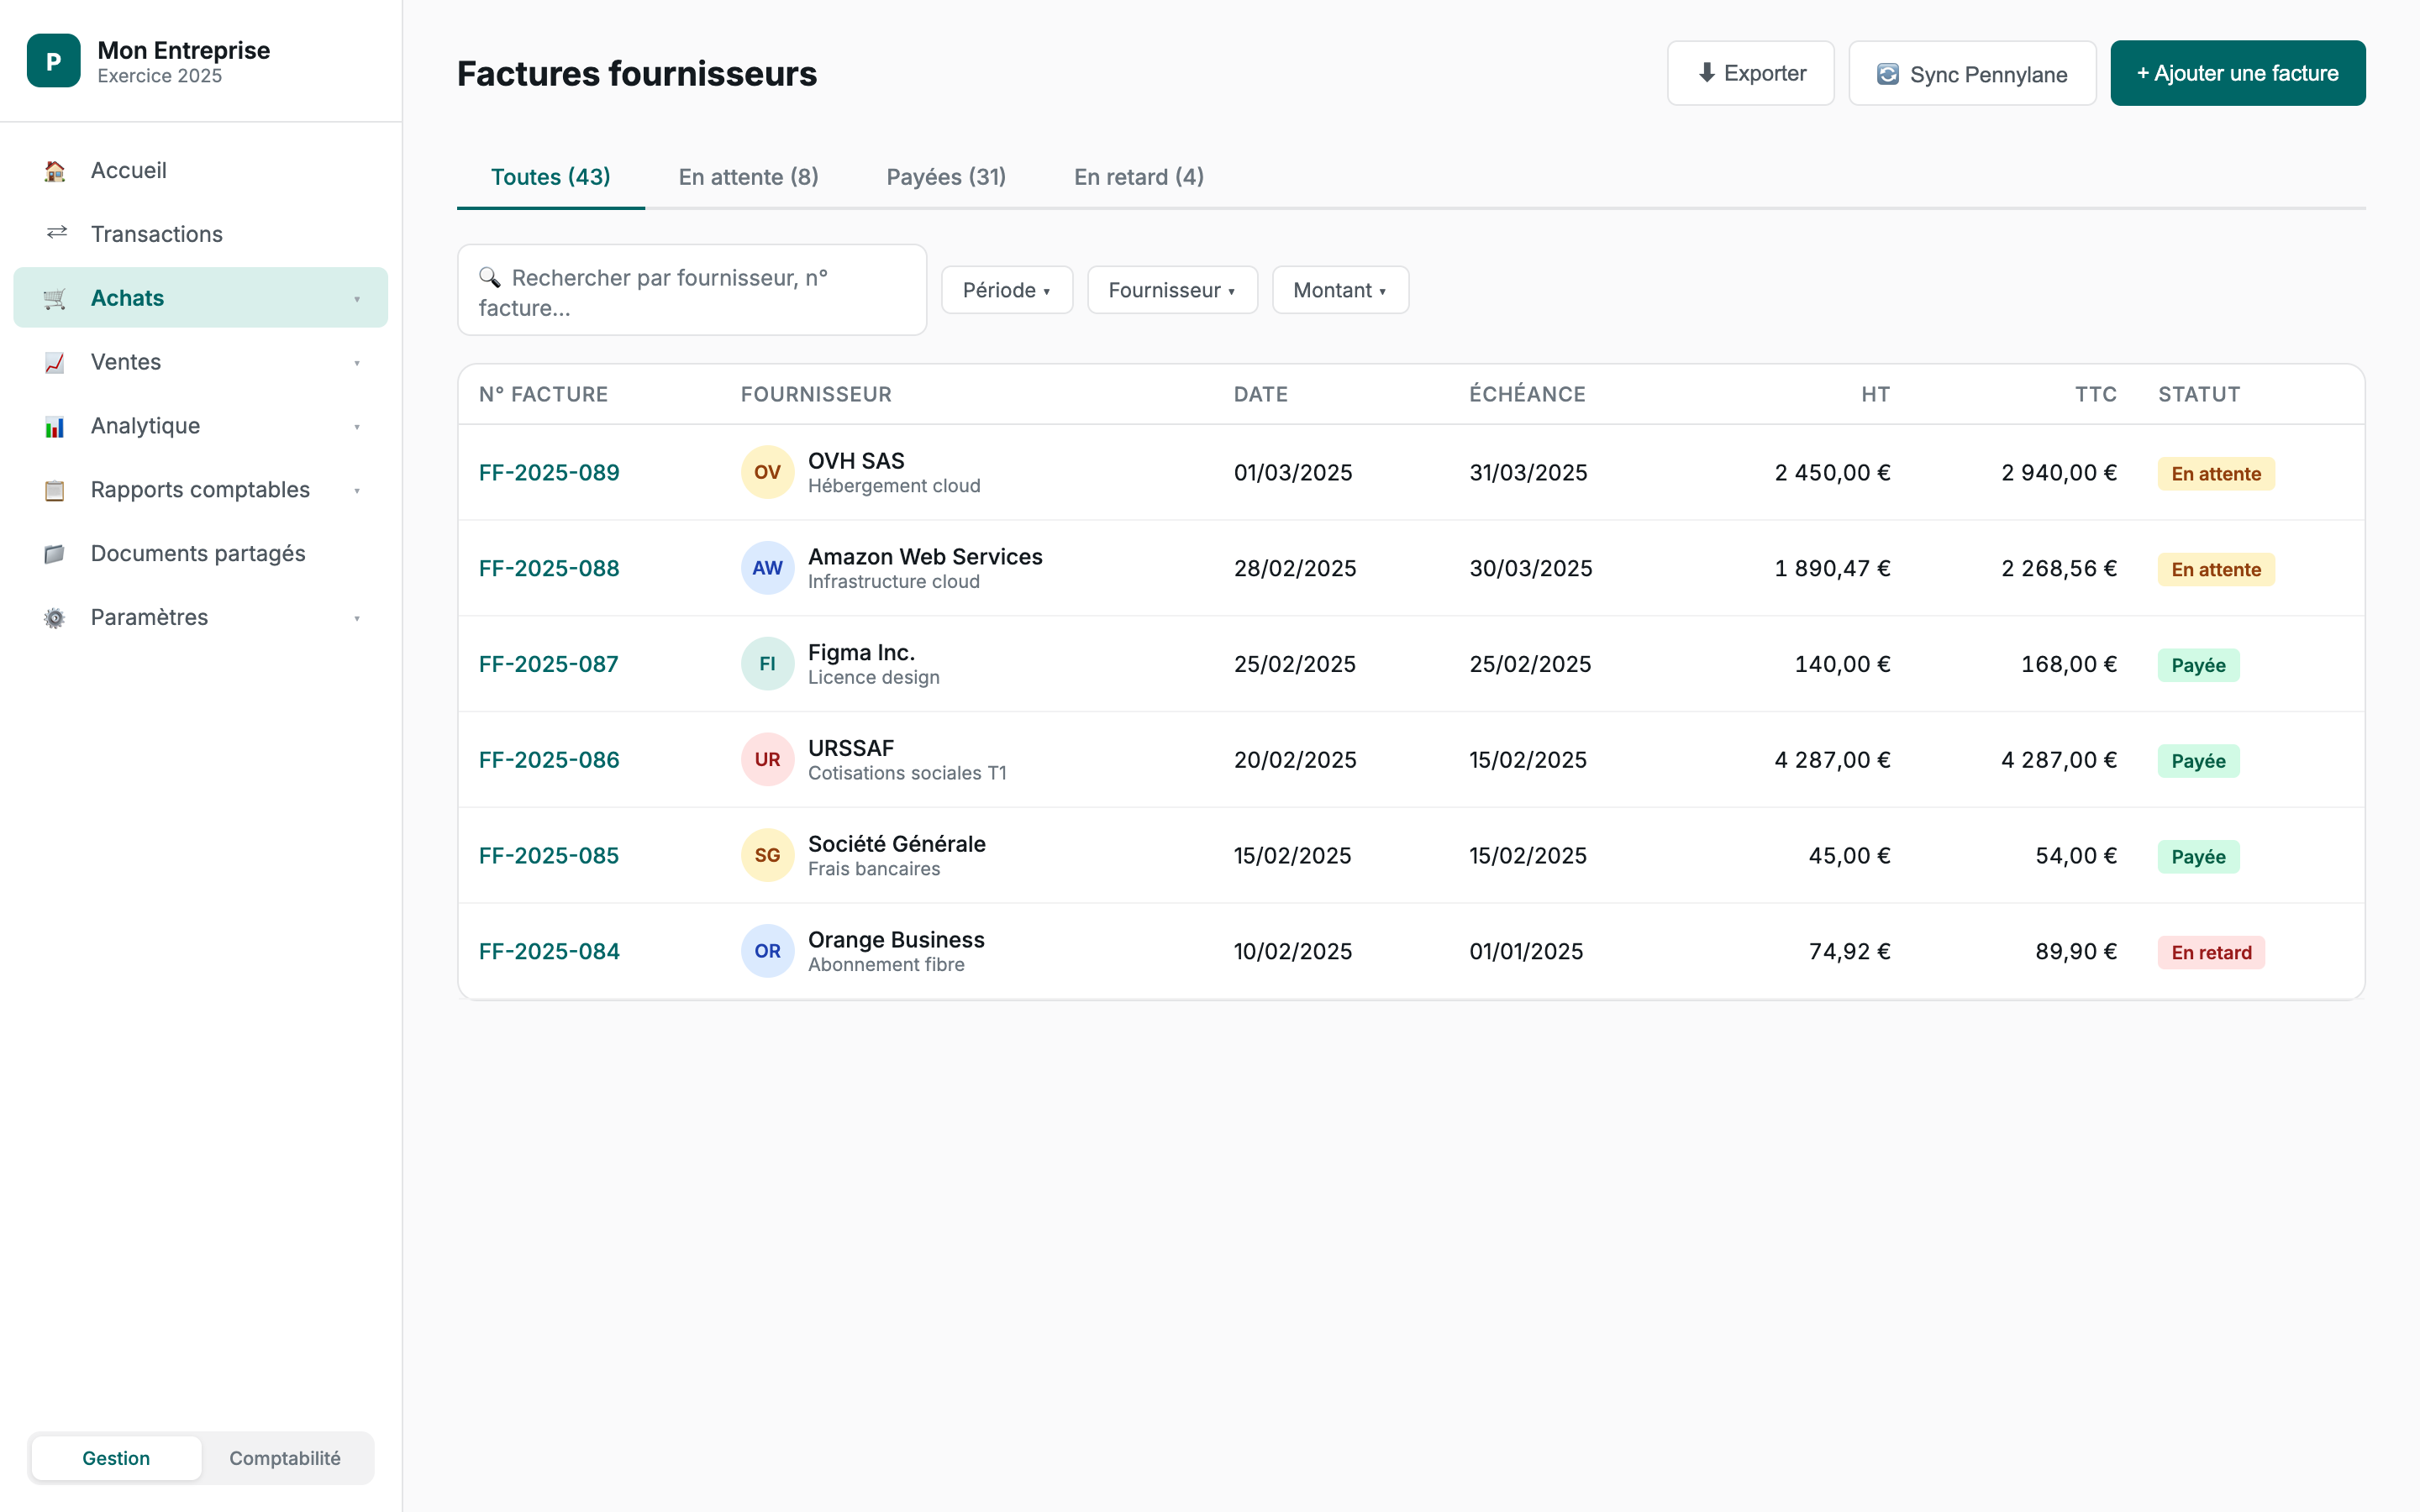 P
Mon Entreprise
Exercice 2025
Accueil
Transactions
Achats
Ventes
Analytique
Rapports comptables
Documents partagés
Paramètres
Gestion
Comptabilité
Factures fournisseurs
Exporter
Sync Pennylane
+ Ajouter une facture
Toutes (43)
En attente (8)
Payées (31)
En retard (4)
Rechercher par fournisseur, n°
facture...
Période
Fournisseur
Montant
N° FACTURE FOURNISSEUR DATE ÉCHÉANCE HT TTC STATUT
FF-2025-089 OV OVH SAS 01/03/2025 31/03/2025 2 450,00 € 2 940,00 € En attente
Hébergement cloud
FF-2025-088 AW Amazon Web Services 28/02/2025 30/03/2025 1 890,47 € 2 268,56 € En attente
Infrastructure cloud
FF-2025-087 FI Figma Inc. 25/02/2025 25/02/2025 140,00 € 168,00 € Payée
Licence design
FF-2025-086 UR URSSAF 20/02/2025 15/02/2025 4 287,00 € 4 287,00 € Payée
Cotisations sociales T1
FF-2025-085 SG Société Générale 15/02/2025 15/02/2025 45,00 € 54,00 € Payée
Frais bancaires
FF-2025-084 OR Orange Business 10/02/2025 01/01/2025 74,92 € 89,90 € En retard
Abonnement fibre